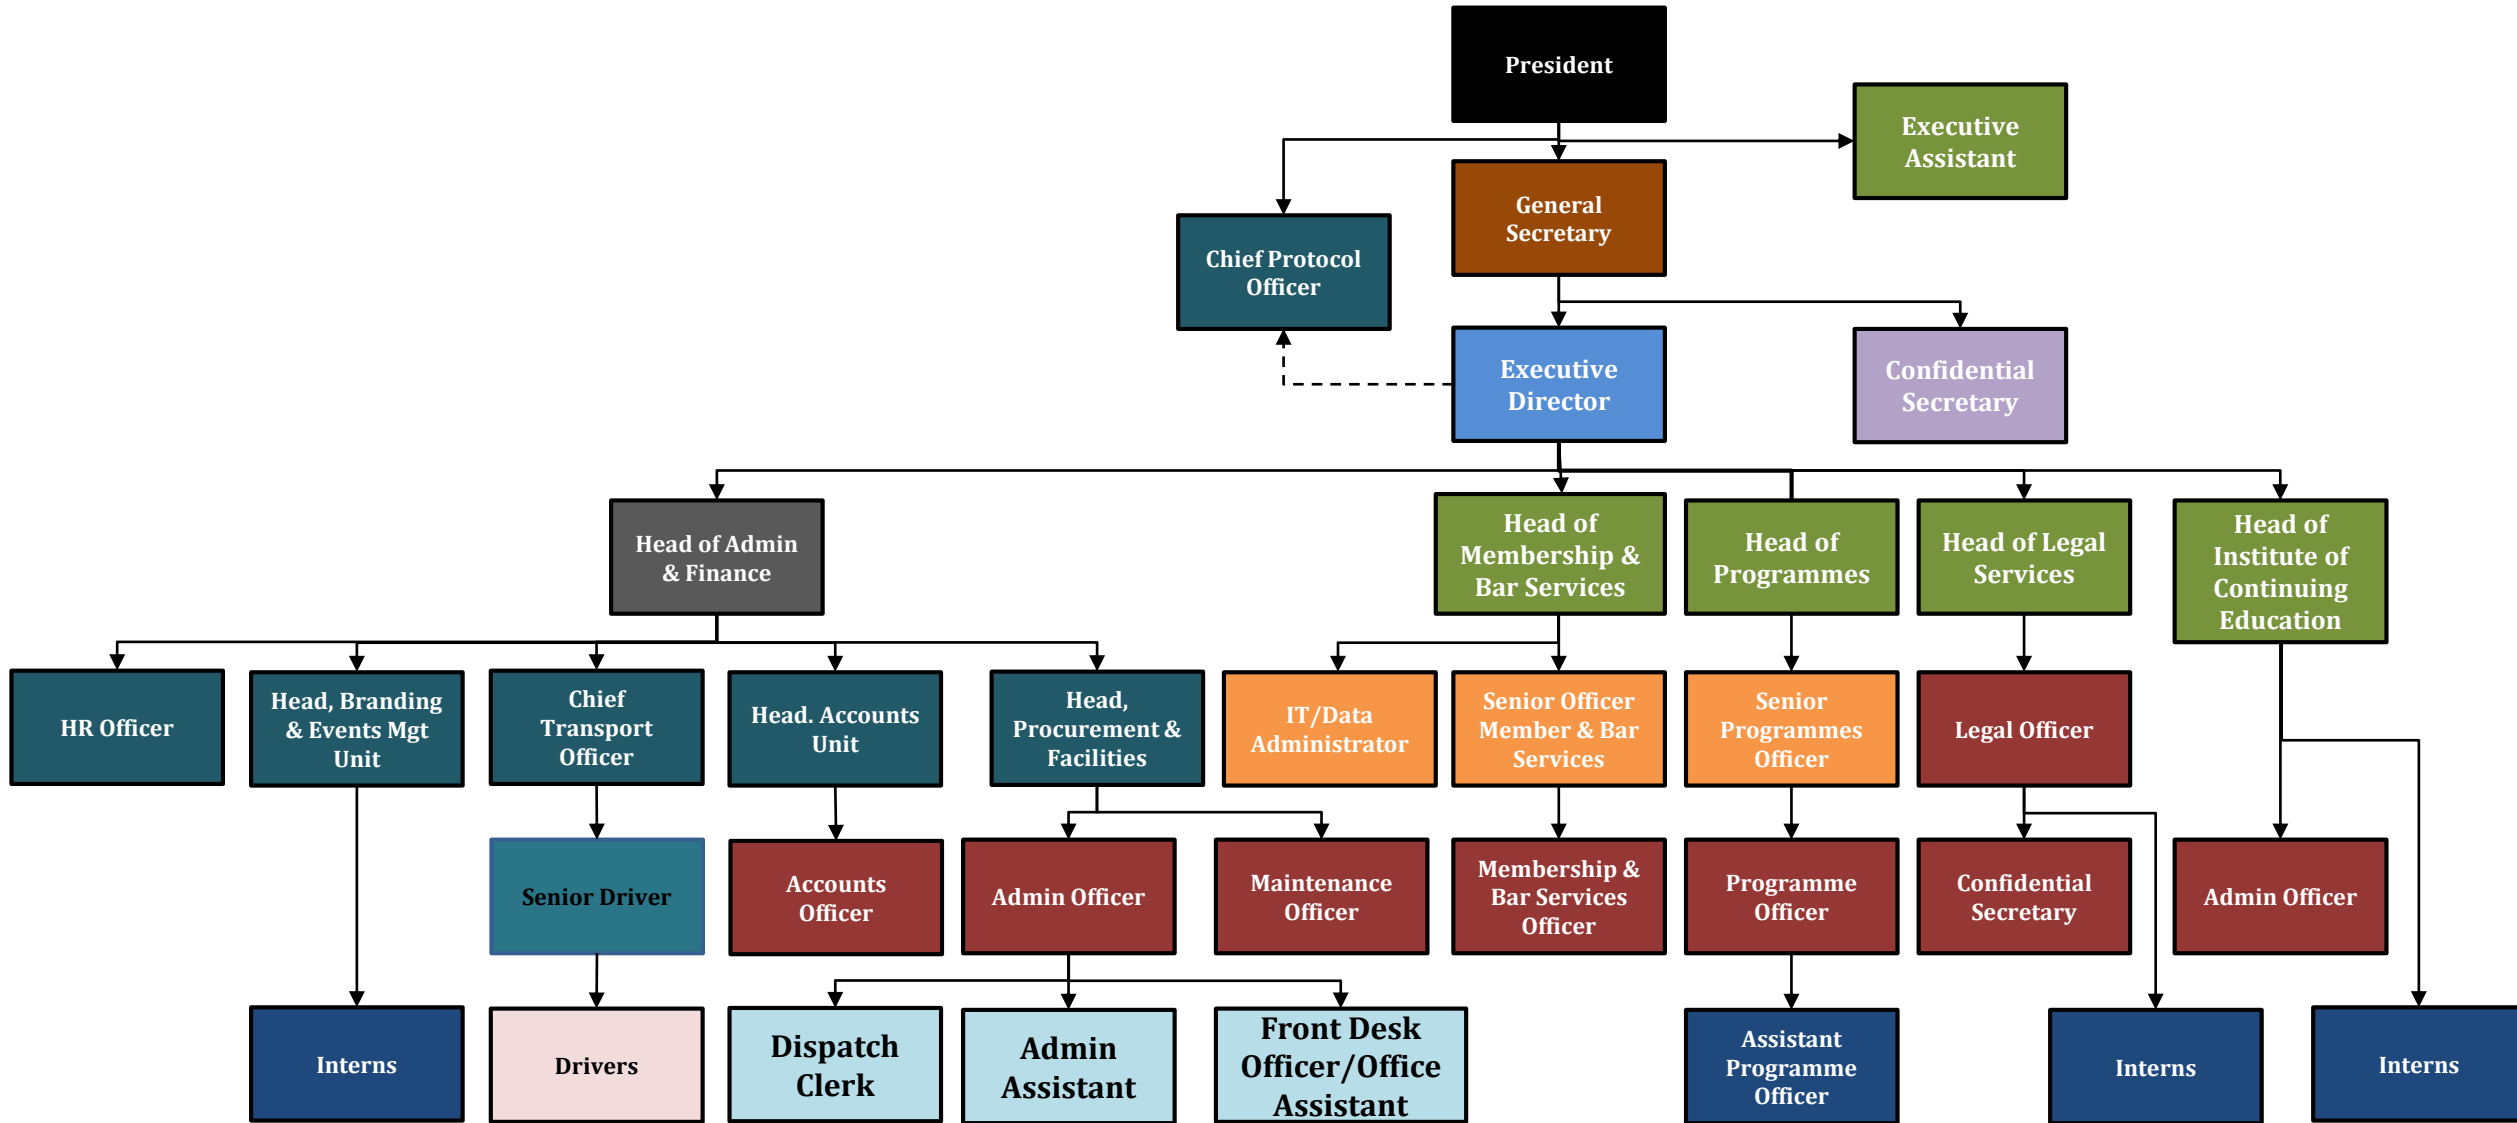 President
Executive
Assistant
General
Secretary
Chief Protocol
Officer
Executive
Director
Confidential
Secretary
Head of Admin
& Finance
Head of
Membership &
Bar Services
Head of
Programmes
Head of Legal
Services
Head of
Institute of
Continuing
Education
HR Officer
Head, Branding
& Events Mgt
Unit
Chief
Transport
Officer
Head. Accounts
Unit
Head,
Procurement &
Facilities
IT/Data
Administrator
Senior Officer
Member & Bar
Services
Senior
Programmes
Officer
Legal Officer
Senior Driver
Accounts
Officer
Admin Officer
Maintenance
Officer
Membership &
Bar Services
Officer
Programme
Officer
Confidential
Secretary
Admin Officer
Interns
Drivers
Dispatch
Clerk
Admin
Assistant
Front Desk
Officer/Office
Assistant
Assistant
Programme
Officer
Interns
Interns